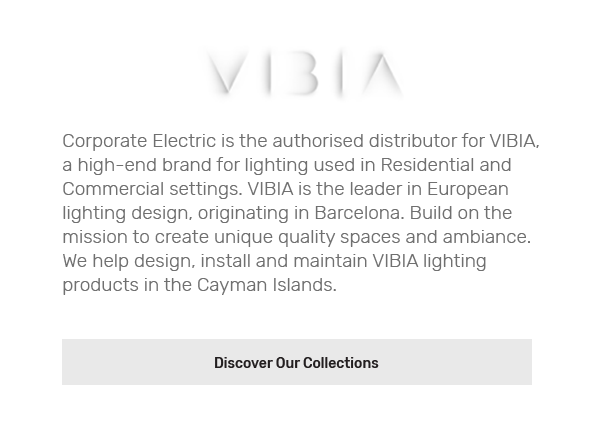 VIBIA
Corporate Electric is the authorised distributor for VIBIA,
a high-end brand for lighting used in Residential and
Commercial settings. VIBIA is the leader in European
lighting design, originating in Barcelona. Build on the
mission to create unique quality spaces and ambiance.
We help design, install and maintain VIBIA lighting
products in the Cayman Islands.
Discover Our Collections